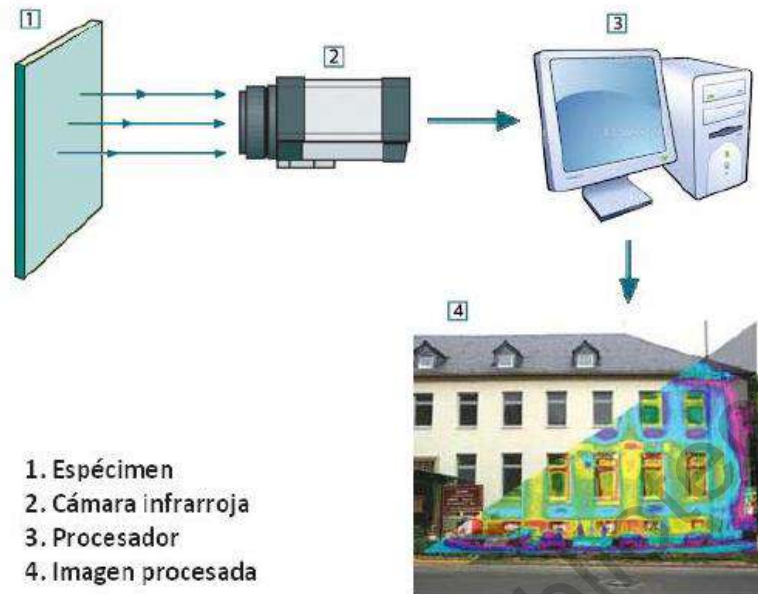 1
2
3
4
1. Espécimen
2. Cámara infrarroja
3. Procesador
4. Imagen procesada